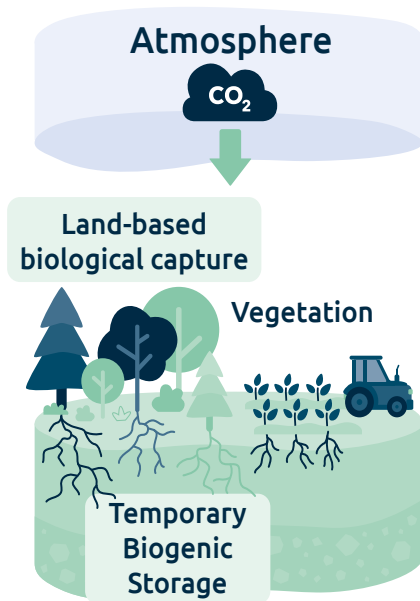 Atmosphere
CO₂
Land-based
biological capture
Vegetation
Temporary
Biogenic
Storage